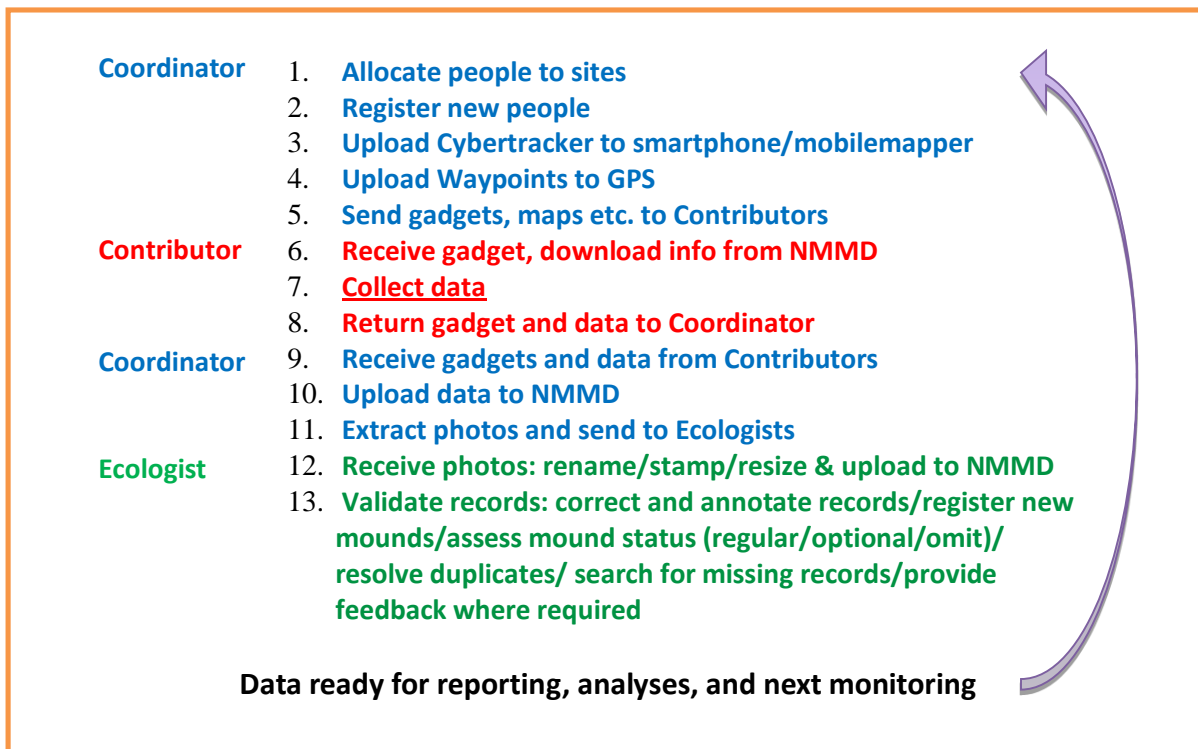 Coordinator 1. Allocate people to sites
2. Register new people
3. Upload Cybertracker to smartphone/mobilemapper
4. Upload Waypoints to GPS
5. Send gadgets, maps etc. to Contributors
Contributor 6. Receive gadget, download info from NMMD
7. Collect data
8. Return gadget and data to Coordinator
Coordinator 9. Receive gadgets and data from Contributors
10. Upload data to NMMD
11. Extract photos and send to Ecologists
Ecologist 12. Receive photos: rename/stamp/resize & upload to NMMD
13. Validate records: correct and annotate records/register new
mounds/assess mound status (regular/optional/omit)/
resolve duplicates/ search for missing records/provide
feedback where required
Data ready for reporting, analyses, and next monitoring